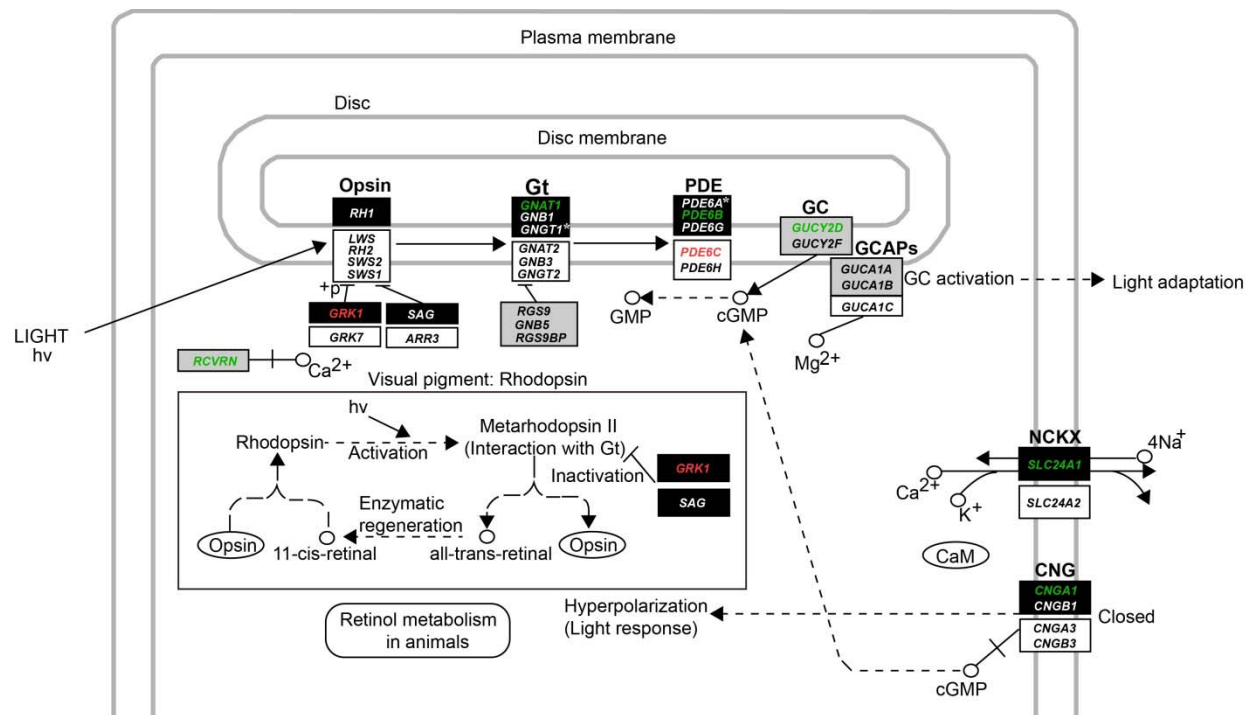 Plasma membrane
Disc
Disc membrane
Opsin
RH1
LWS
RH2
SWS2
SWS1
+p
GRK1
GRK7
SAG
ARR3
Gt
GNAT1
GNB1
GNGT1*
GNAT2
GNB3
GNGT2
RGS9
GNB5
RGS9BP
PDE
PDE6A*
PDE6B
PDE6G
PDE6C
PDE6H
GC
GUCY2D
GUCY2F
GCAPs
GUCA1A
GUCA1B
GUCA1C
GC activation
Light adaptation
GMP
cGMP
Mg2+
LIGHT
hv
RCVRN
Ca2+
Visual pigment: Rhodopsin
hv
Rhodopsin
Activation
Metarhodopsin II
(Interaction with Gt)
Inactivation
GRK1
SAG
Enzymatic
regeneration
Opsin
11-cis-retinal
all-trans-retinal
Opsin
NCKX
SLC24A1
SLC24A2
4Na+
Ca2+
K+
CaM
CNG
CNGA1
CNGB1
CNGA3
CNGB3
Closed
Hyperpolarization
(Light response)
cGMP
Retinol metabolism
in animals